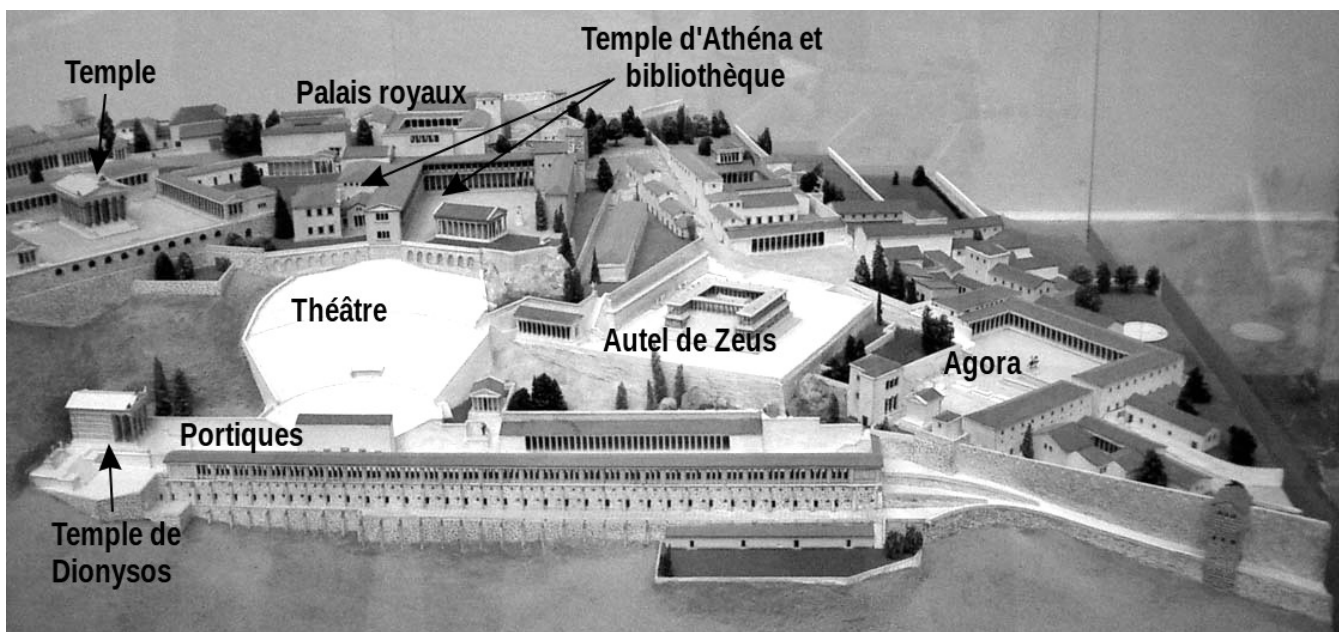 Temple
Palais royaux
Temple d'Athéna et
bibliothèque
Théâtre
Autel de Zeus
Agora
Portiques
Temple de
Dionysos